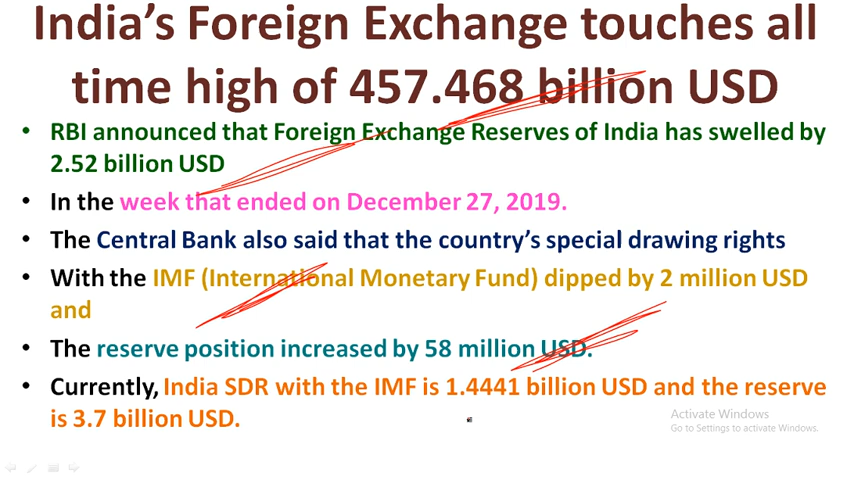 India's Foreign Exchange touches all
time high of 457.468 billion USD
• RBI announced that Foreign Exchange Reserves of India has swelled by
2.52 billion USD
• In the week that ended on December 27, 2019.
• The Central Bank also said that the country's special drawing rights
• With the IMF (International Monetary Fund) dipped by 2 million USD
and
• The reserve position increased by 58 million USD.
• Currently, India SDR with the IMF is 1.4441 billion USD and the reserve
is 3.7 billion USD.
Activate Windows
Go to Settings to activate Windows.